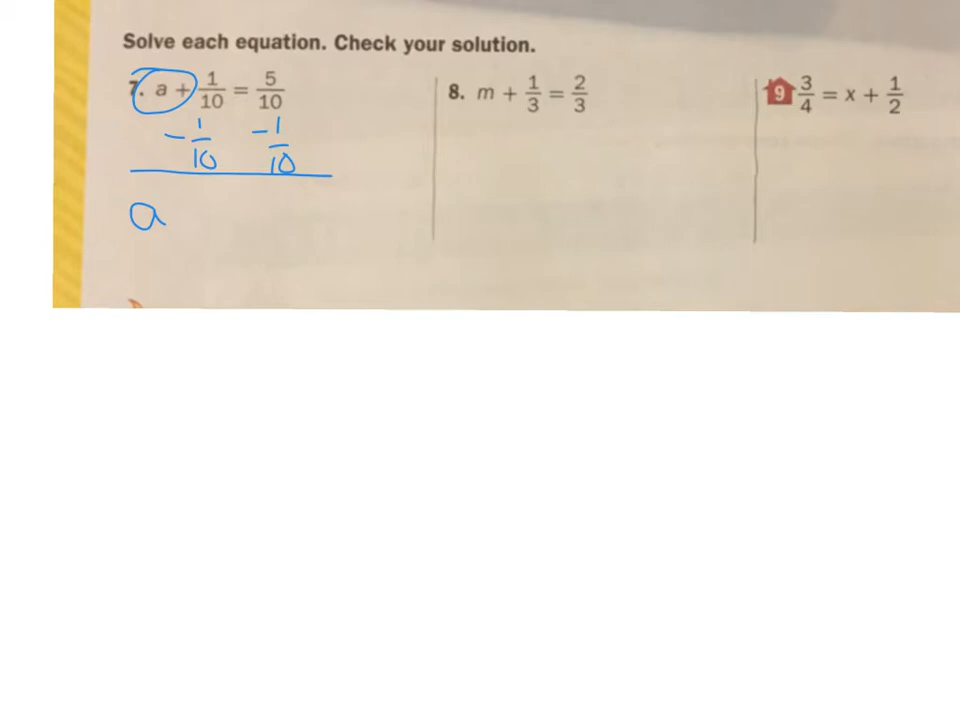 Solve each equation. Check your solution.
7. a + 1/10 = 5/10
8. m + 1/3 = 2/3
9 3/4 = x + 1/2
- 1/10 - 1/10
a